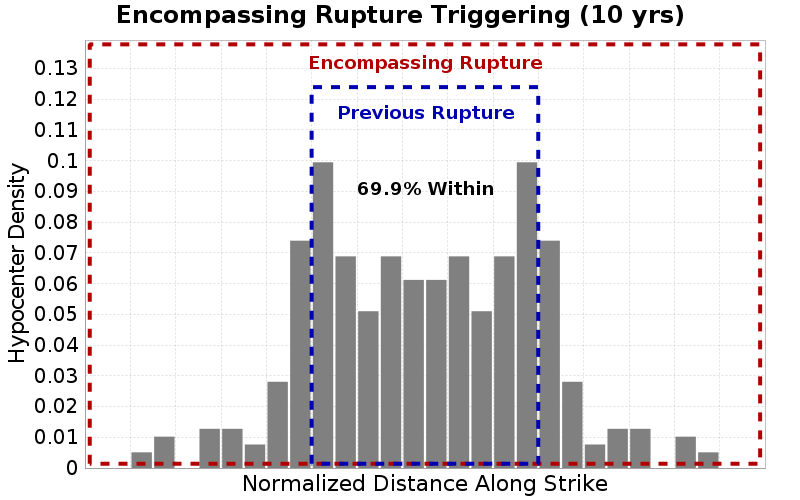 Encompassing Rupture Triggering (10 yrs)
Encompassing Rupture
Previous Rupture
69.9% Within
Hypocenter Density
0.13
0.12
0.11
0.1
0.09
0.08
0.07
0.06
0.05
0.04
0.03
0.02
0.01
0
Normalized Distance Along Strike